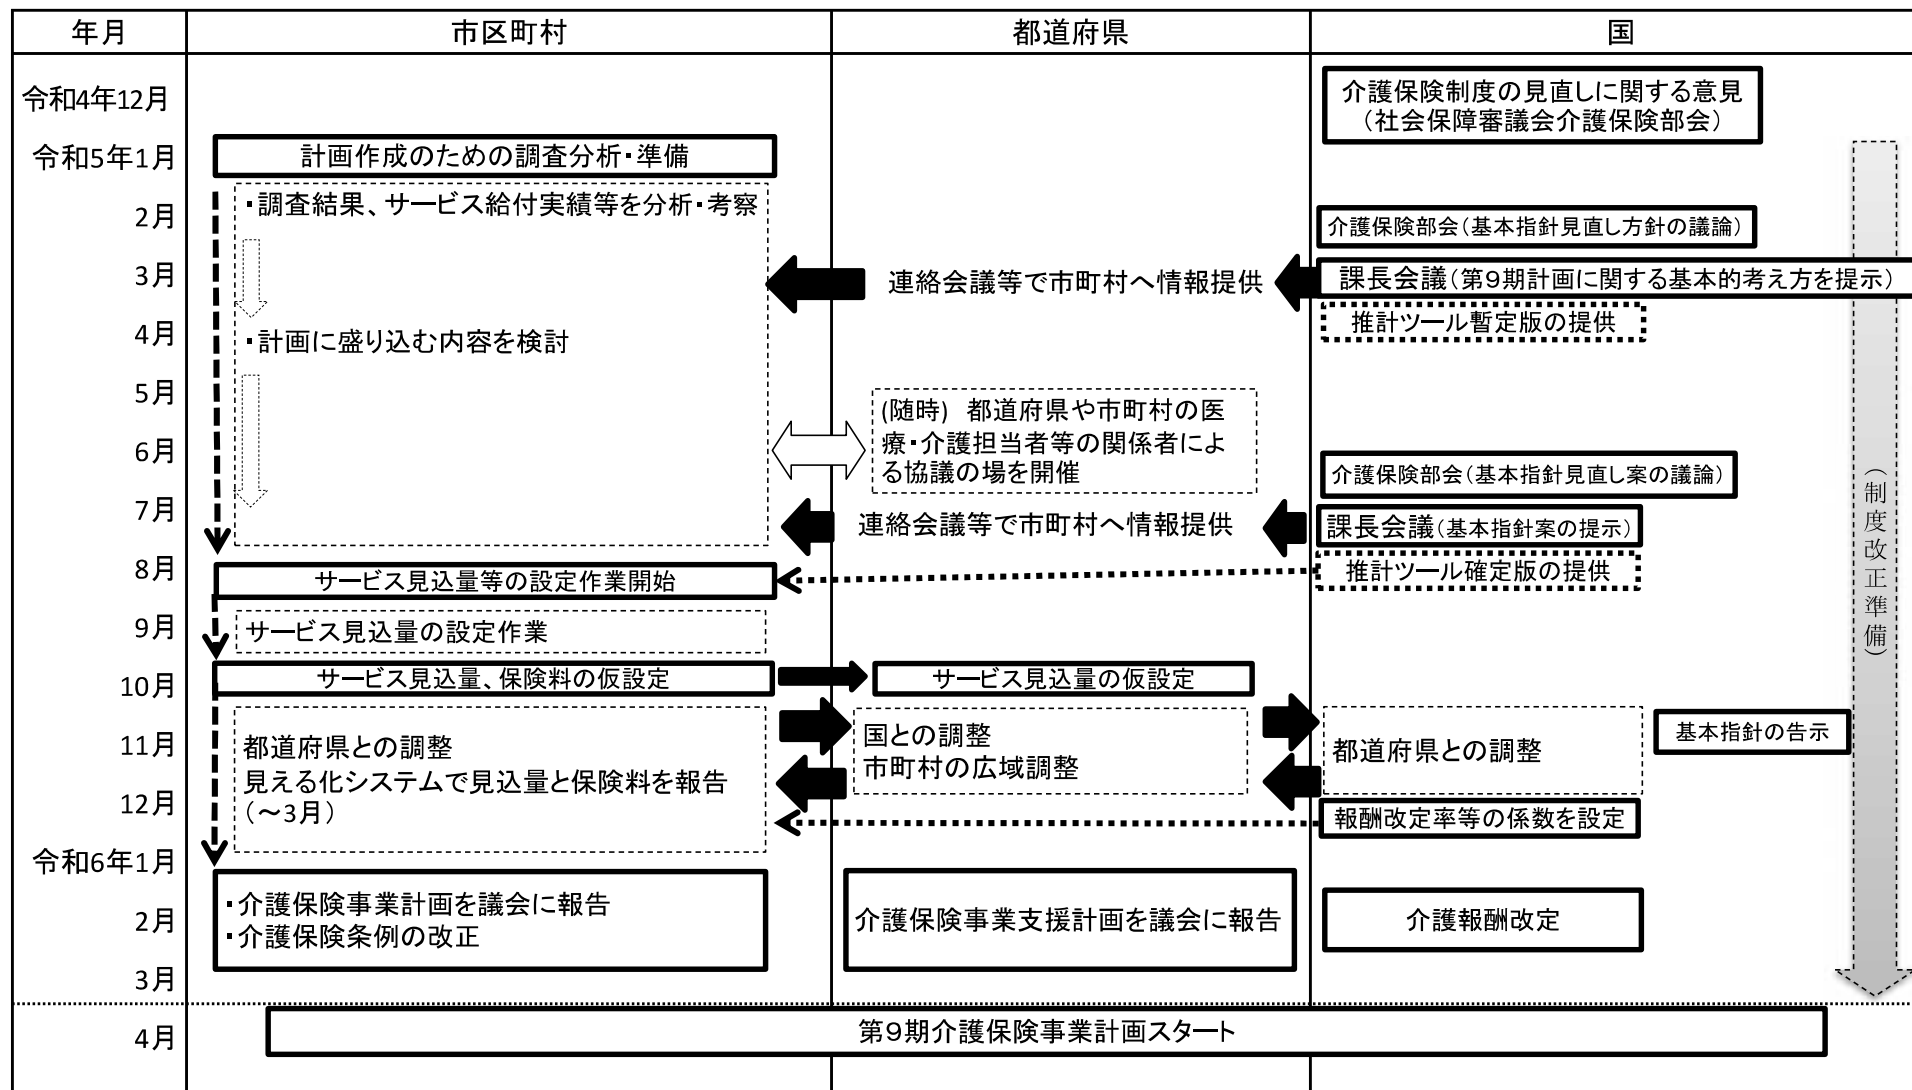 年月
市区町村
都道府県
国
令和4年12月
介護保険制度の見直しに関する意見
（社会保障審議会介護保険部会）
令和5年1月
計画作成のための調査分析・準備
・調査結果、サービス給付実績等を分析・考察
2月
介護保険部会（基本指針見直し方針の議論）
3月
連絡会議等で市町村へ情報提供
課長会議（第９期計画に関する基本的考え方を提示）
推計ツール暫定版の提供
4月
・計画に盛り込む内容を検討
5月
(随時)　都道府県や市町村の医
療・介護担当者等の関係者によ
る協議の場を開催
6月
介護保険部会（基本指針見直し案の議論）
7月
連絡会議等で市町村へ情報提供
課長会議（基本指針案の提示）
8月
サービス見込量等の設定作業開始
推計ツール確定版の提供
9月
サービス見込量の設定作業
10月
サービス見込量、保険料の仮設定
サービス見込量の仮設定
11月
都道府県との調整
見える化システムで見込量と保険料を報告
（～3月）
国との調整
市町村の広域調整
都道府県との調整
基本指針の告示
12月
報酬改定率等の係数を設定
令和6年1月
・介護保険事業計画を議会に報告
・介護保険条例の改正
2月
介護保険事業支援計画を議会に報告
介護報酬改定
3月
（制度改正準備）
4月
第９期介護保険事業計画スタート